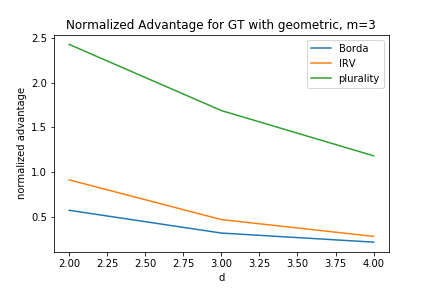 Normalized Advantage for GT with geometric, m=3
normalized advantage
2.5
2.0
1.5
1.0
0.5
Borda
IRV
plurality
2.00 2.25 2.50 2.75 3.00 3.25 3.50 3.75 4.00
d